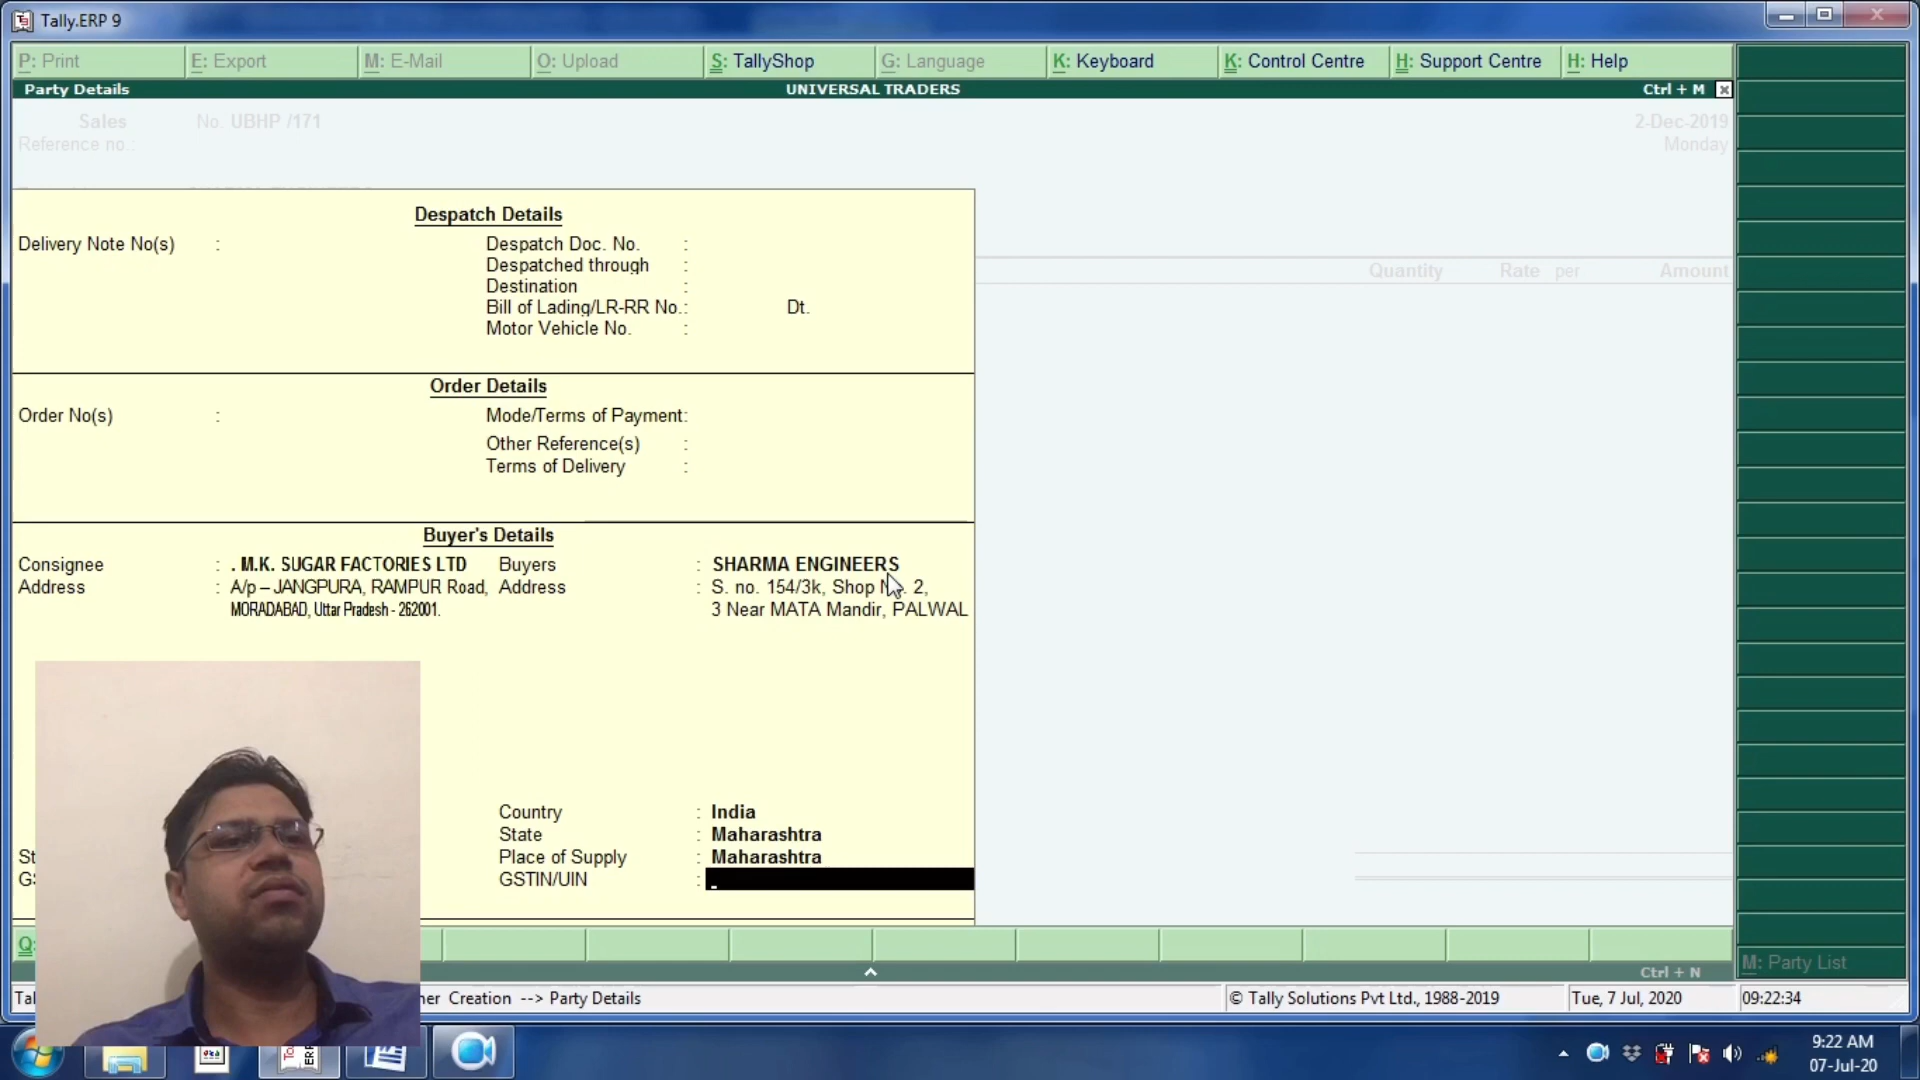 Tally.ERP 9
P: Print
E: Export
M: E-Mail
O: Upload
S: TallyShop
G: Language
K: Keyboard
K: Control Centre
H: Support Centre
H: Help
Party Details
UNIVERSAL TRADERS
Ctrl + M
Sales No. UBHP /171
2-Dec-2019
Reference no.:
Monday
Despatch Details
Delivery Note No(s) :
Despatch Doc. No. :
Despatched through :
Destination :
Bill of Lading/LR-RR No.: Dt.
Motor Vehicle No. :
Quantity Rate per Amount
Order Details
Order No(s) :
Mode/Terms of Payment:
Other Reference(s) :
Terms of Delivery :
Buyer's Details
Consignee : . M.K. SUGAR FACTORIES LTD
Buyers : SHARMA ENGINEERS
Address : A/p – JANGPURA, RAMPUR Road,
Address : S. no. 154/3k, Shop 2,
MORADABAD, Uttar Pradesh - 262001.
3 Near MATA Mandir, PALWAL
Country : India
State : Maharashtra
Place of Supply : Maharashtra
GSTIN/UIN :
Q:
Ctrl + N
M: Party List
Creation --> Party Details
© Tally Solutions Pvt Ltd., 1988-2019
Tue, 7 Jul, 2020
09:22:34
9:22 AM
07-Jul-20